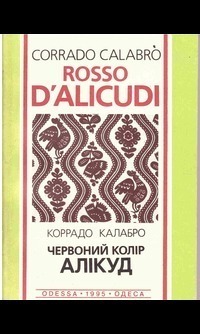 CORRADO CALABRÒ
ROSSO
D'ALICUDI
КОРРАДО КАЛАБРО
ЧЕРВОНИЙ КОЛІР
АЛІКУД
ODESSA • 1995 • ОДЕСА